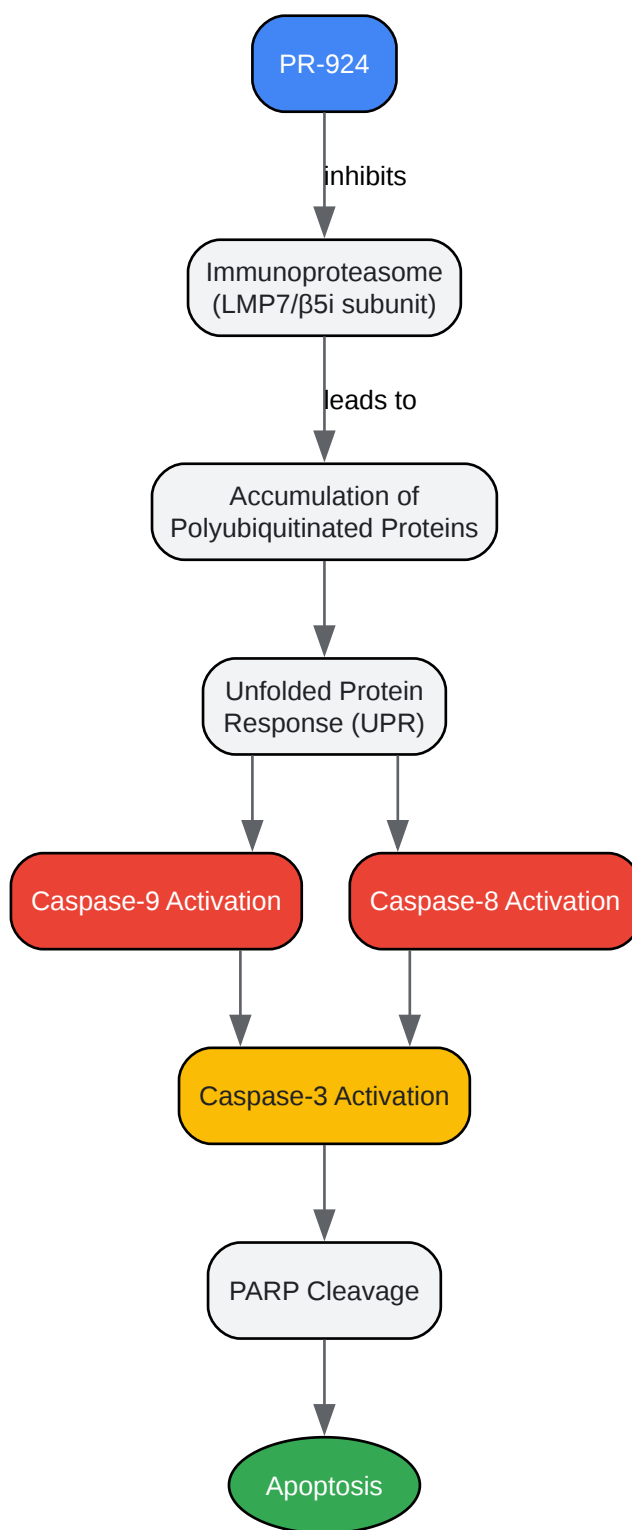 PR-924
inhibits
Immunoproteasome
(LMP7/β5i subunit)
leads to
Accumulation of
Polyubiquitinated Proteins
Unfolded Protein
Response (UPR)
Caspase-9 Activation
Caspase-8 Activation
Caspase-3 Activation
PARP Cleavage
Apoptosis